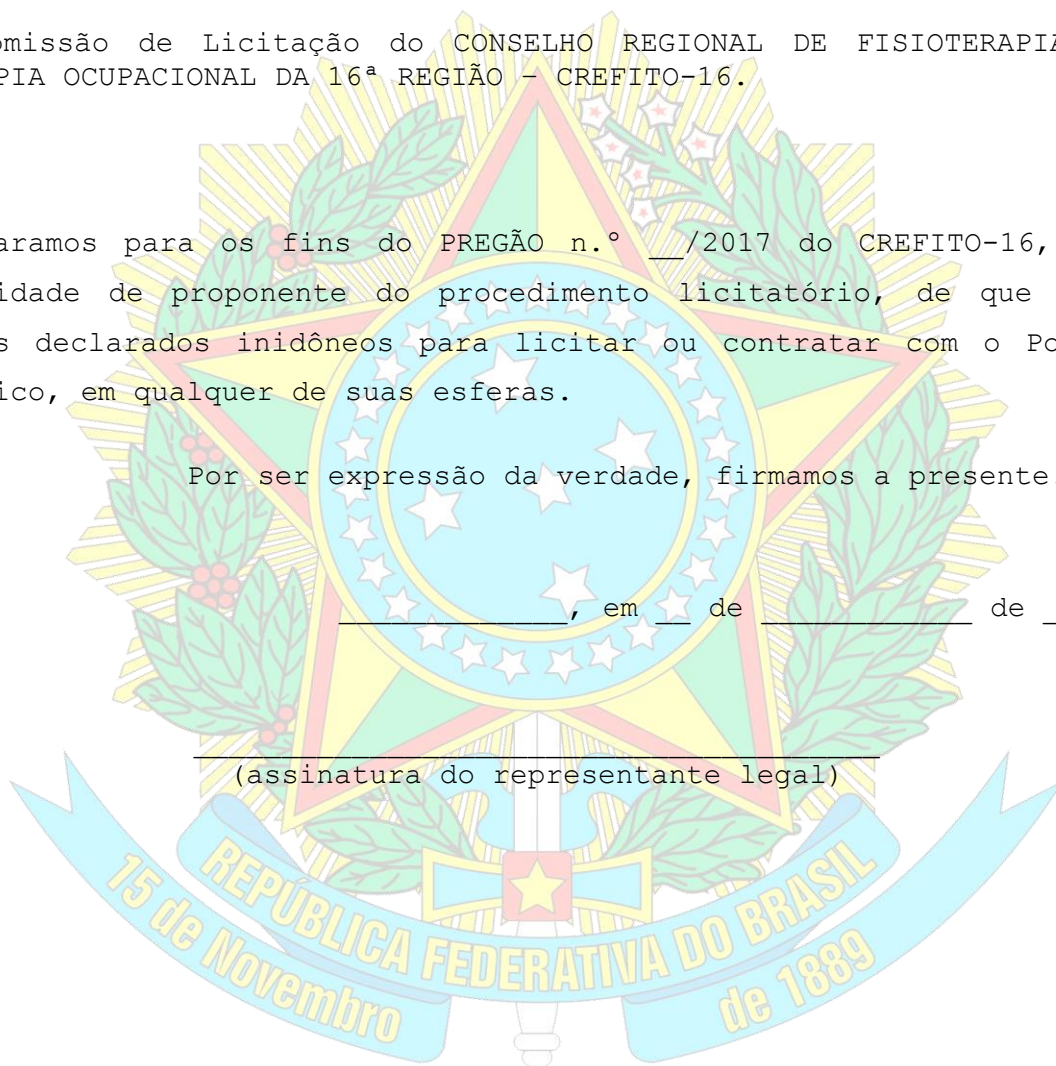 omissão de Licitação do CONSELHO REGIONAL DE FISIOTERAPIA
PIA OCUPACIONAL DA 16ª REGIÃO – CREFITO-16.
aramos para os fins do PREGÃO n.º __/2017 do CREFITO-16,
idade de proponente do procedimento licitatório, de que
s declarados inidôneos para licitar ou contratar com o Po
ico, em qualquer de suas esferas.
Por ser expressão da verdade, firmamos a presente.
_____________, em __ de ____________ de _
_______________________________________
(assinatura do representante legal)
REPÚBLICA FEDERATIVA DO BRASIL
15 de Novembro de 1889